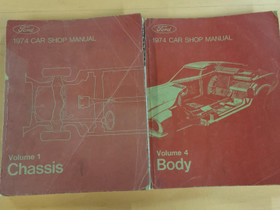 Ford
1974 CAR SHOP MANUAL
Volume 1
Chassis
Ford
1974 CAR SHOP MANUAL
Volume 4
Body